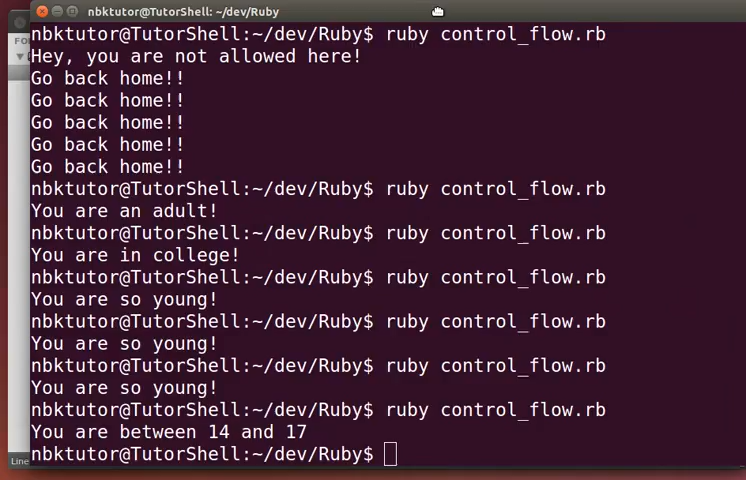 nbktutor@TutorShell: ~/dev/Ruby
nbktutor@TutorShell:~/dev/Ruby$ ruby control_flow.rb
Hey, you are not allowed here!
Go back home!!
Go back home!!
Go back home!!
Go back home!!
Go back home!!
nbktutor@TutorShell:~/dev/Ruby$ ruby control_flow.rb
You are an adult!
nbktutor@TutorShell:~/dev/Ruby$ ruby control_flow.rb
You are in college!
nbktutor@TutorShell:~/dev/Ruby$ ruby control_flow.rb
You are so young!
nbktutor@TutorShell:~/dev/Ruby$ ruby control_flow.rb
You are so young!
nbktutor@TutorShell:~/dev/Ruby$ ruby control_flow.rb
You are so young!
nbktutor@TutorShell:~/dev/Ruby$ ruby control_flow.rb
You are between 14 and 17
nbktutor@TutorShell:~/dev/Ruby$
Line